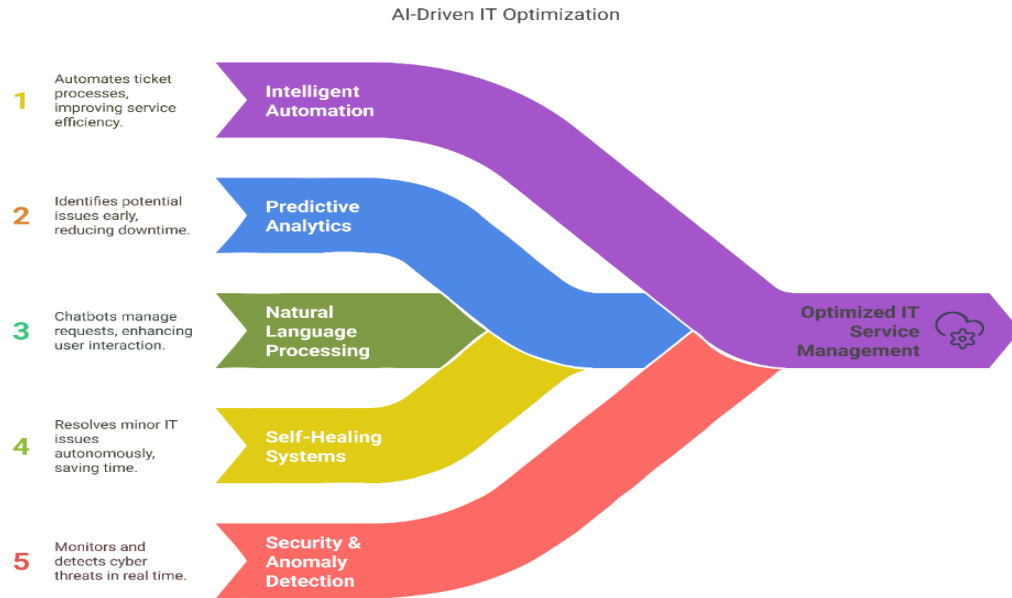 AI-Driven IT Optimization
1
Automates ticket
processes,
improving service
efficiency.
Intelligent
Automation
2
Identifies potential
issues early,
reducing downtime.
Predictive
Analytics
3
Chatbots manage
requests, enhancing
user interaction.
Natural
Language
Processing
Optimized IT
Service
Management
4
Resolves minor IT
issues
autonomously,
saving time.
Self-Healing
Systems
5
Monitors and
detects cyber
threats in real time.
Security &
Anomaly
Detection